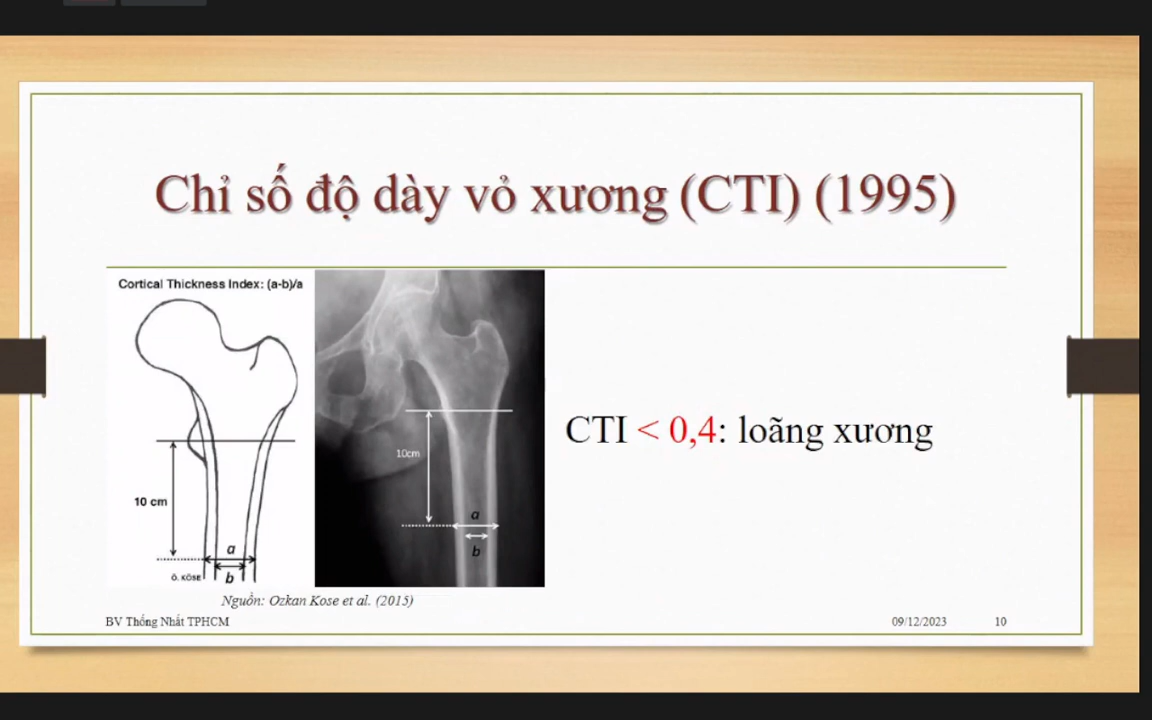 Chỉ số độ dày vỏ xương (CTI) (1995)
Cortical Thickness Index: (a-b)/a
10 cm
a
b
Ö. KÖSE
10cm
a
b
CTI < 0,4: loãng xương
Nguồn: Ozkan Kose et al. (2015)
BV Thống Nhất TPHCM
09/12/2023
10